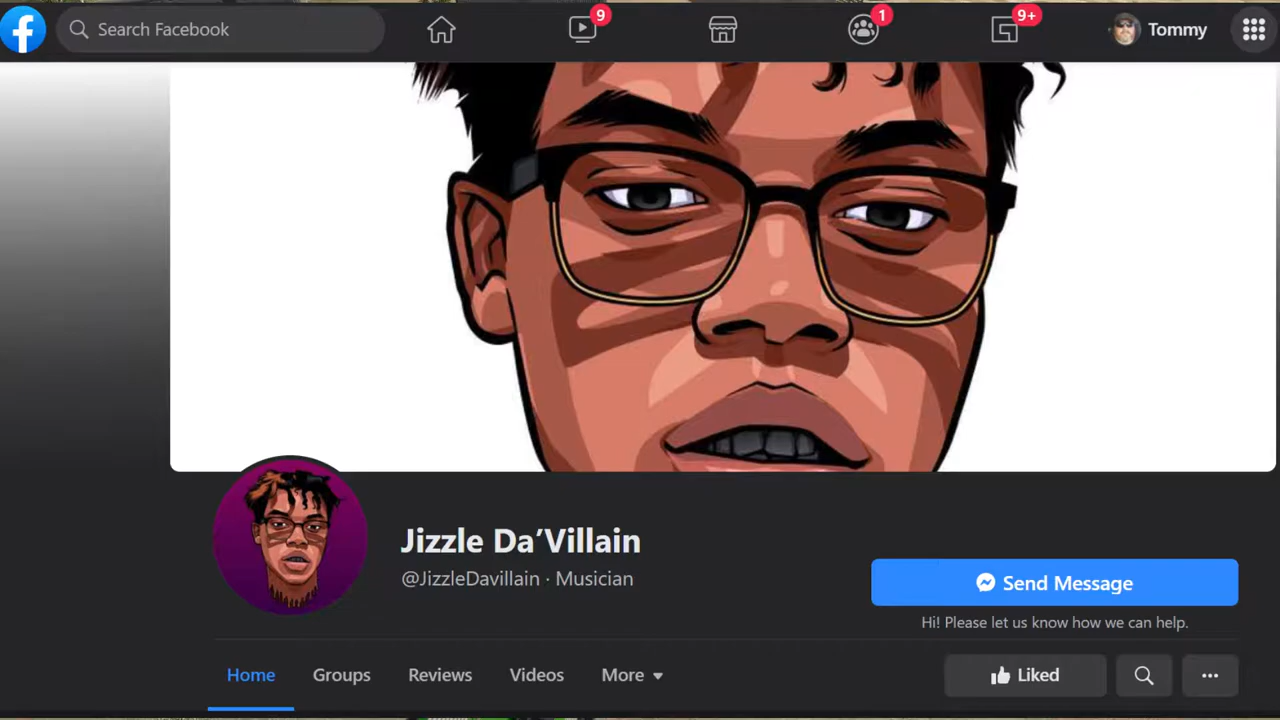 Search Facebook
9
1
9+
Tommy
Jizzle Da’Villain
@JizzleDavillain · Musician
Send Message
Hi! Please let us know how we can help.
Home
Groups
Reviews
Videos
More
Liked